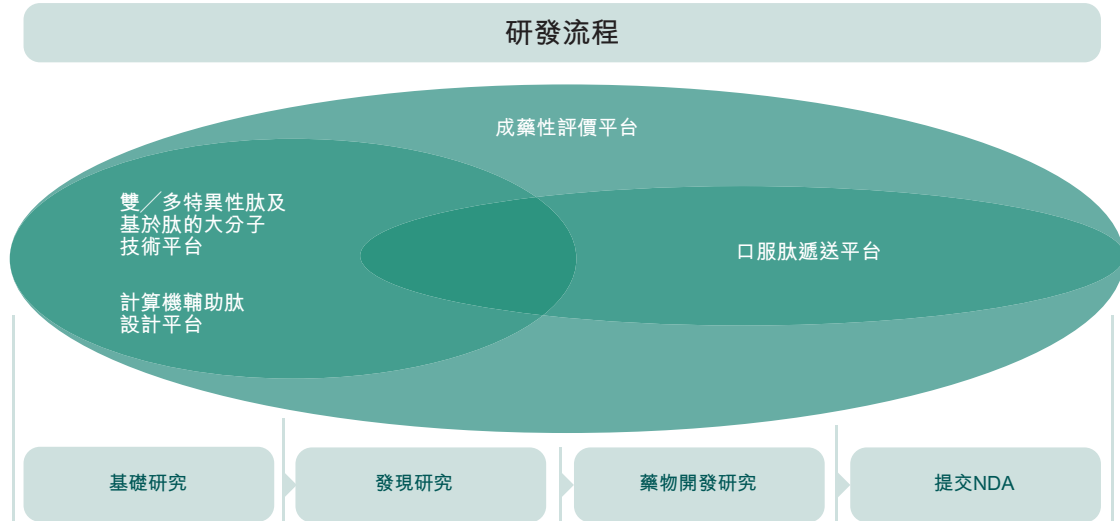 研發流程
成藥性評價平台
雙／多特異性肽及
基於肽的大分子
技術平台
計算機輔助肽
設計平台
口服肽遞送平台
基礎研究
發現研究
藥物開發研究
提交NDA